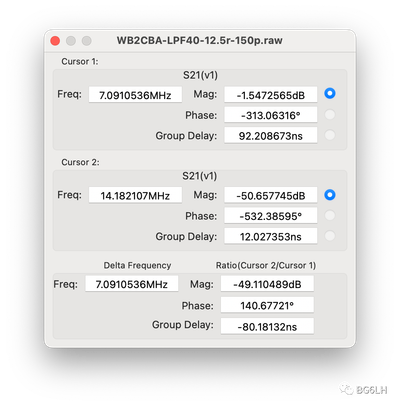 WB2CBA-LPF40-12.5r-150p.raw
Cursor 1:
S21(v1)
Freq: 7.0910536MHz Mag: -1.5472565dB
Phase: -313.06316°
Group Delay: 92.208673ns
Cursor 2:
S21(v1)
Freq: 14.182107MHz Mag: -50.657745dB
Phase: -532.38595°
Group Delay: 12.027353ns
Delta Frequency Ratio(Cursor 2/Cursor 1)
Freq: 7.0910536MHz Mag: -49.110489dB
Phase: 140.67721°
Group Delay: -80.18132ns
BG6LH